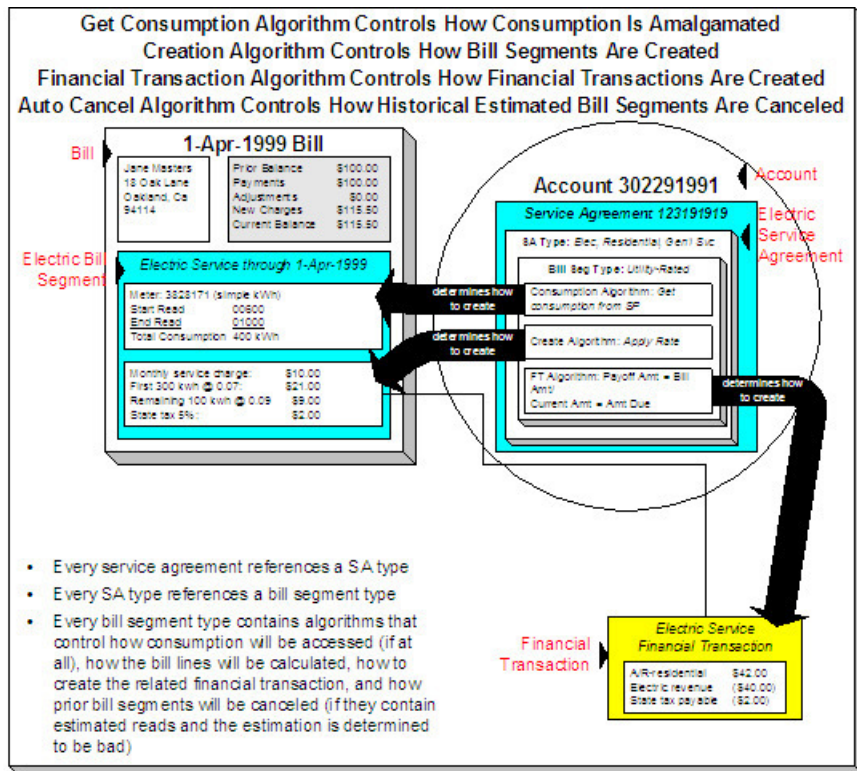 Get Consumption Algorithm Controls How Consumption Is Amalgamated
Creation Algorithm Controls How Bill Segments Are Created
Financial Transaction Algorithm Controls How Financial Transactions Are Created
Auto Cancel Algorithm Controls How Historical Estimated Bill Segments Are Canceled
Bill
1-Apr-1999 Bill
Jane Masters
18 Oak Lane
Oakland, Ca
94114
Prior Balance $100.00
Payments $100.00
Adjustments $0.00
New Charges $115.50
Current Balance $115.50
Electric Bill
Segment
Electric Service through 1-Apr-1999
Meter: 3828171 (simple kWh)
Start Read 00600
End Read 01000
Total Consumption 400 kWh
Monthly service charge: $10.00
First 300 kwh @ 0.07: $21.00
Remaining 100 kwh @ 0.09 $9.00
State tax 5%: $2.00
Account
Account 302291991
Service Agreement 123191919
Electric
Service
Agreement
SA Type: Elec, Residential, Gen'l Svc
Bill Seg Type: Utility-Rated
determines how
to create
Consumption Algorithm: Get
consumption from SP
determines how
to create
Create Algorithm: Apply Rate
FT Algorithm: Payoff Amt = Bill
Amt/
Current Amt = Amt Due
determines how
to create
• Every service agreement references a SA type
• Every SA type references a bill segment type
• Every bill segment type contains algorithms that
control how consumption will be accessed (if at
all), how the bill lines will be calculated, how to
create the related financial transaction, and how
prior bill segments will be canceled (if they contain
estimated reads and the estimation is determined
to be bad)
Financial
Transaction
Electric Service
Financial Transaction
A/R-residential $42.00
Electric revenue ($40.00)
State tax payable ($2.00)